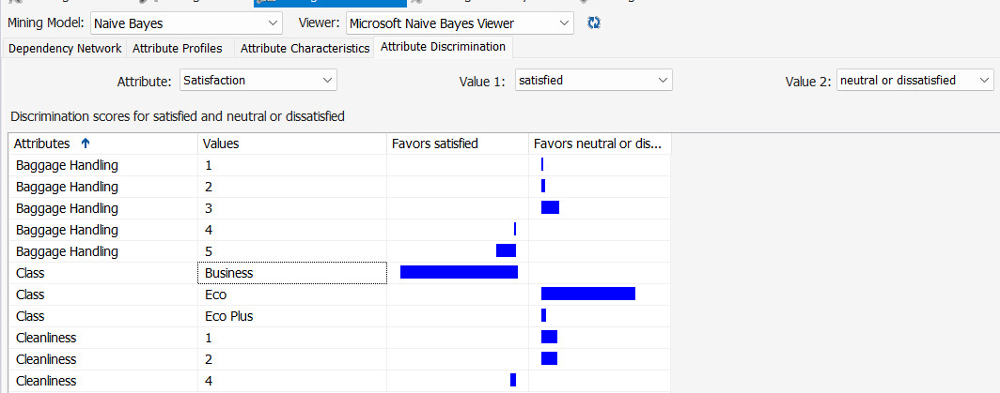 Mining Model: Naive Bayes Viewer: Microsoft Naive Bayes Viewer
Dependency Network Attribute Profiles Attribute Characteristics Attribute Discrimination
Attribute: Satisfaction Value 1: satisfied Value 2: neutral or dissatisfied
Discrimination scores for satisfied and neutral or dissatisfied
Attributes Values Favors satisfied Favors neutral or dis...
Baggage Handling 1
Baggage Handling 2
Baggage Handling 3
Baggage Handling 4
Baggage Handling 5
Class Business
Class Eco
Class Eco Plus
Cleanliness 1
Cleanliness 2
Cleanliness 4